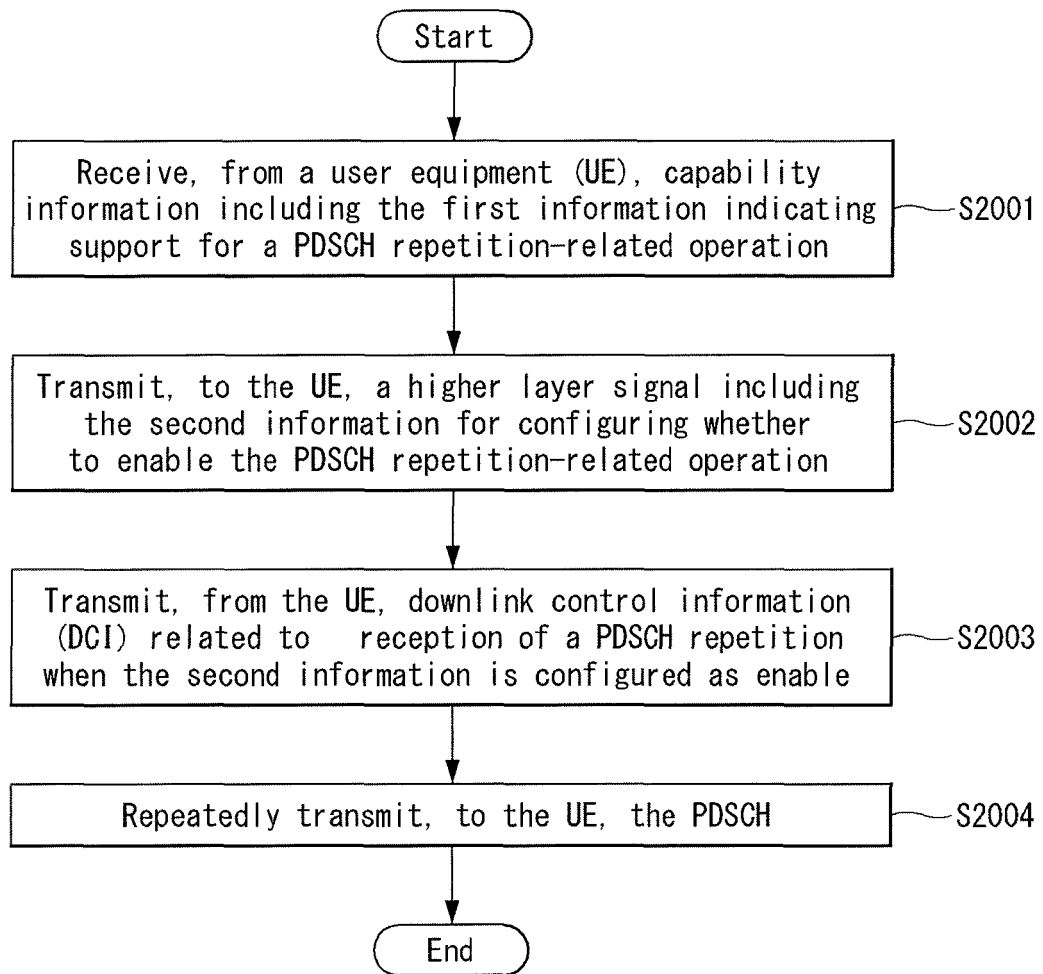 Start
Receive, from a user equipment (UE), capability
information including the first information indicating
support for a PDSCH repetition-related operation
S2001
Transmit, to the UE, a higher layer signal including
the second information for configuring whether
to enable the PDSCH repetition-related operation
S2002
Transmit, from the UE, downlink control information
(DCI) related to reception of a PDSCH repetition
when the second information is configured as enable
S2003
Repeatedly transmit, to the UE, the PDSCH
S2004
End